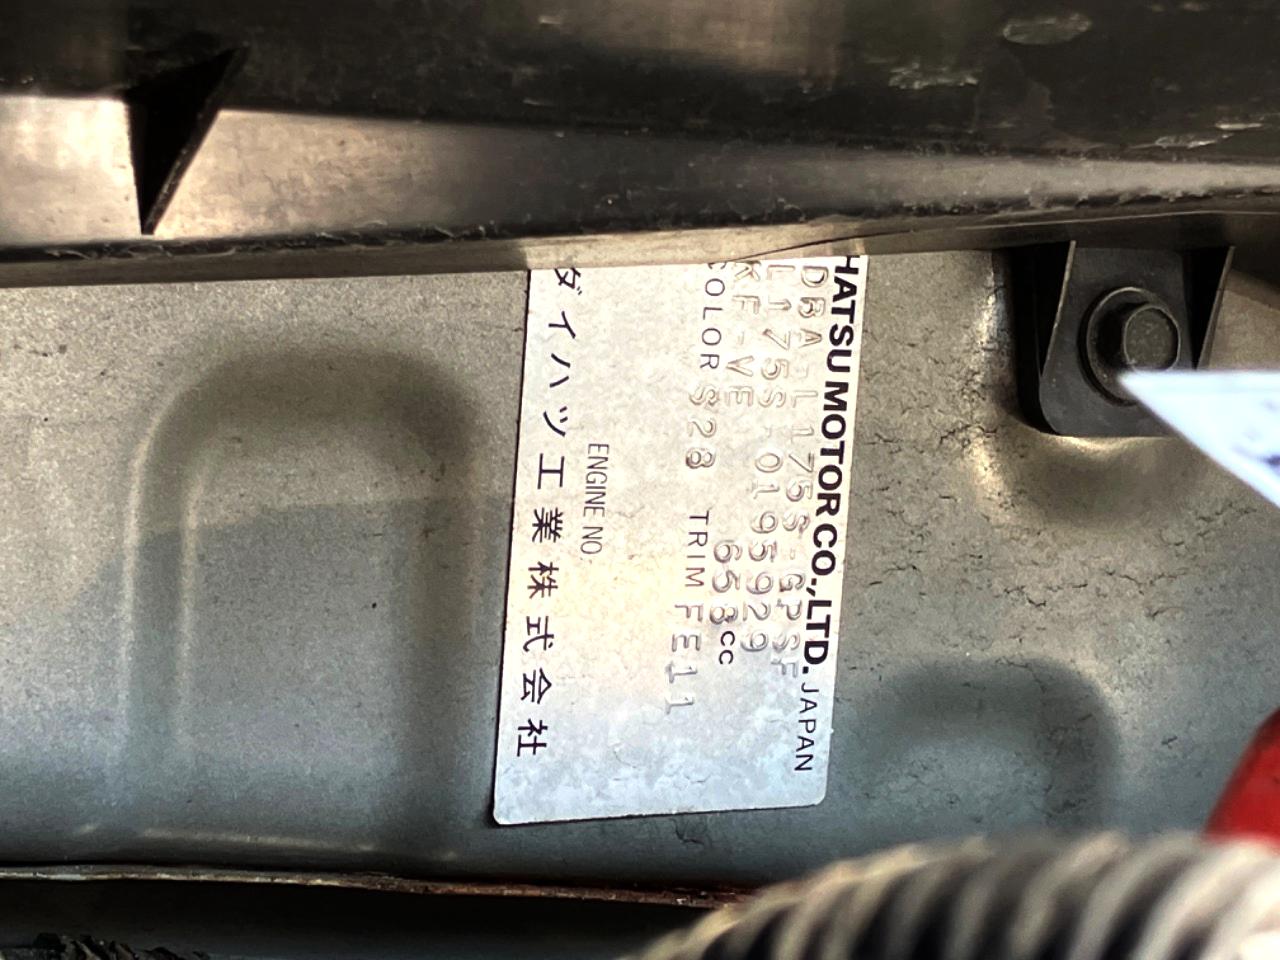 HATSU MOTOR CO., LTD. JAPAN
DBA-L175S-GPSF
L175S-0195929
KF-VE 658cc
COLOR S28 TRIM FE11
ENGINE NO.
ダイハツ工業株式会社